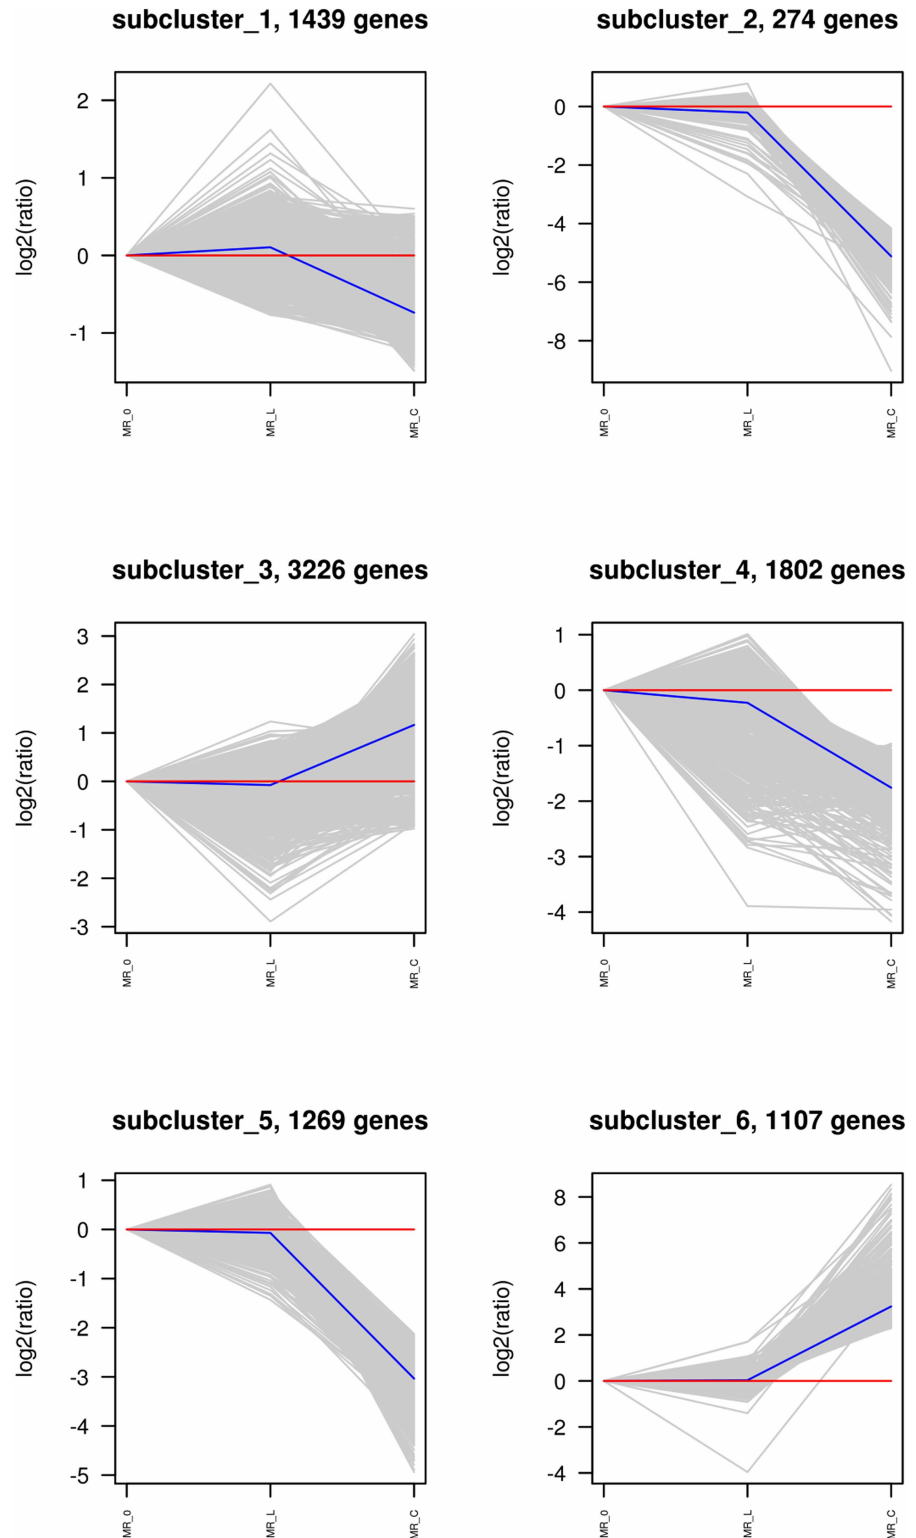 subcluster_1, 1439 genes
log2(ratio)
2
1
0
-1
MR_0
MR_L
MR_C
subcluster_2, 274 genes
log2(ratio)
0
-2
-4
-6
-8
MR_0
MR_L
MR_C
subcluster_3, 3226 genes
log2(ratio)
3
2
1
0
-1
-2
-3
MR_0
MR_L
MR_C
subcluster_4, 1802 genes
log2(ratio)
1
0
-1
-2
-3
-4
MR_0
MR_L
MR_C
subcluster_5, 1269 genes
log2(ratio)
1
0
-1
-2
-3
-4
-5
MR_0
MR_L
MR_C
subcluster_6, 1107 genes
log2(ratio)
8
6
4
2
0
-2
-4
MR_0
MR_L
MR_C